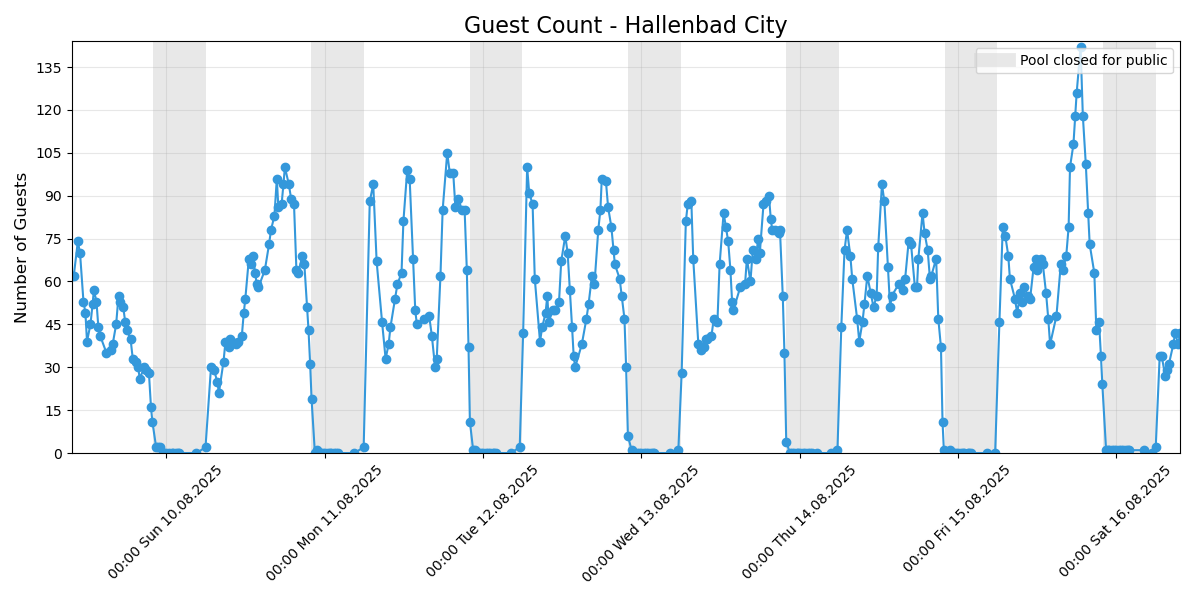 Guest Count - Hallenbad City
Pool closed for public
Number of Guests
135
120
105
90
75
60
45
30
15
0
00:00 Sun 10.08.2025
00:00 Mon 11.08.2025
00:00 Tue 12.08.2025
00:00 Wed 13.08.2025
00:00 Thu 14.08.2025
00:00 Fri 15.08.2025
00:00 Sat 16.08.2025